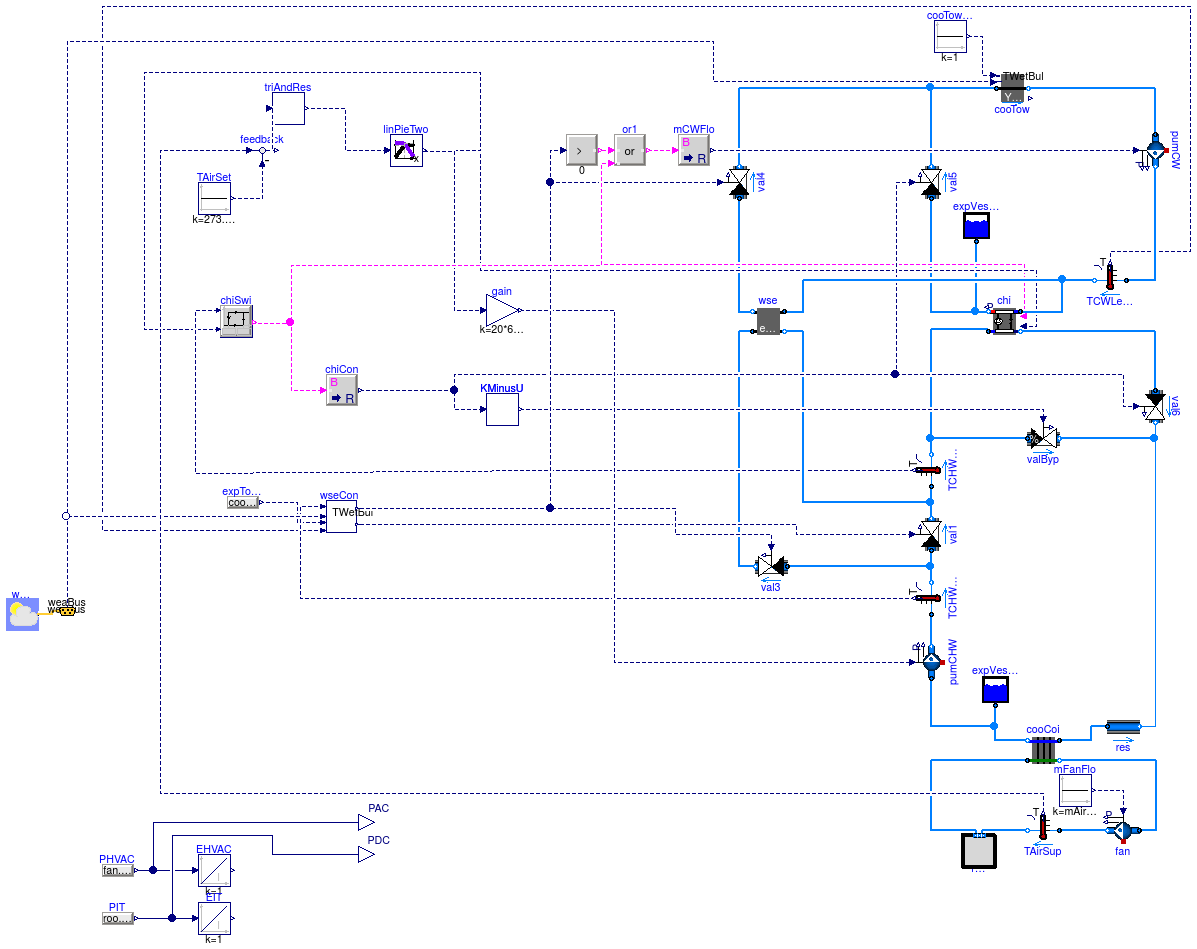 cooTow...
k=1
TWetBul
Y...
cooTow
triAndRes
feedback
-
linPieTwo
x
TAirSet
k=273....
>
0
or1
or
mCWFlo
B
R
val4
val5
pumCW
expVes...
T
TCWLe...
chiSwi
gain
k=20*6...
wse
e...
P
chi
chiCon
B
R
KMinusU
val6
valByp
T
TCHW...
expTo...
coo...
wseCon
TWetBul
val1
val3
w...
weaBus
weaBus
T
TCHW...
P
pumCHW
expVes...
cooCoi
res
mFanFlo
k=mAir...
T
TAirSup
P
fan
PAC
PDC
PHVAC
fan....
EHVAC
k=1
PIT
roo....
EIT
k=1